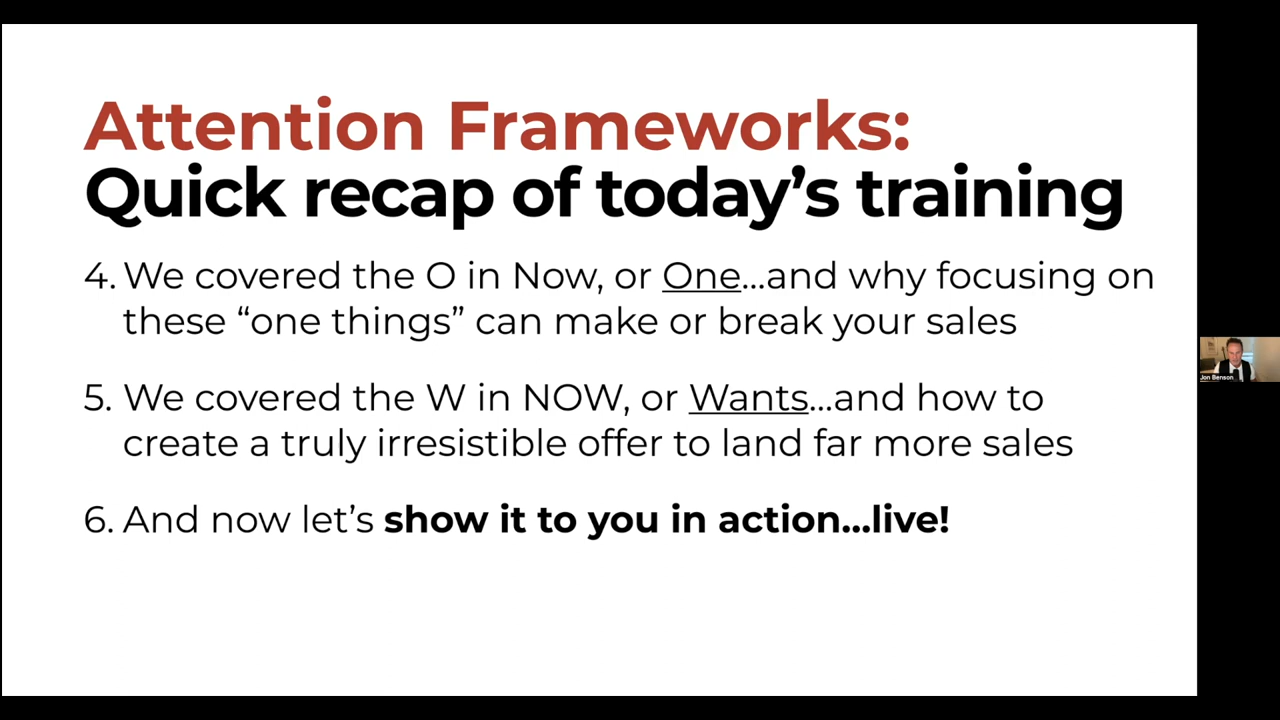 Attention Frameworks:
Quick recap of today’s training
4. We covered the O in Now, or One...and why focusing on
these “one things” can make or break your sales
5. We covered the W in NOW, or Wants...and how to
create a truly irresistible offer to land far more sales
6. And now let’s show it to you in action...live!
Jon Benson